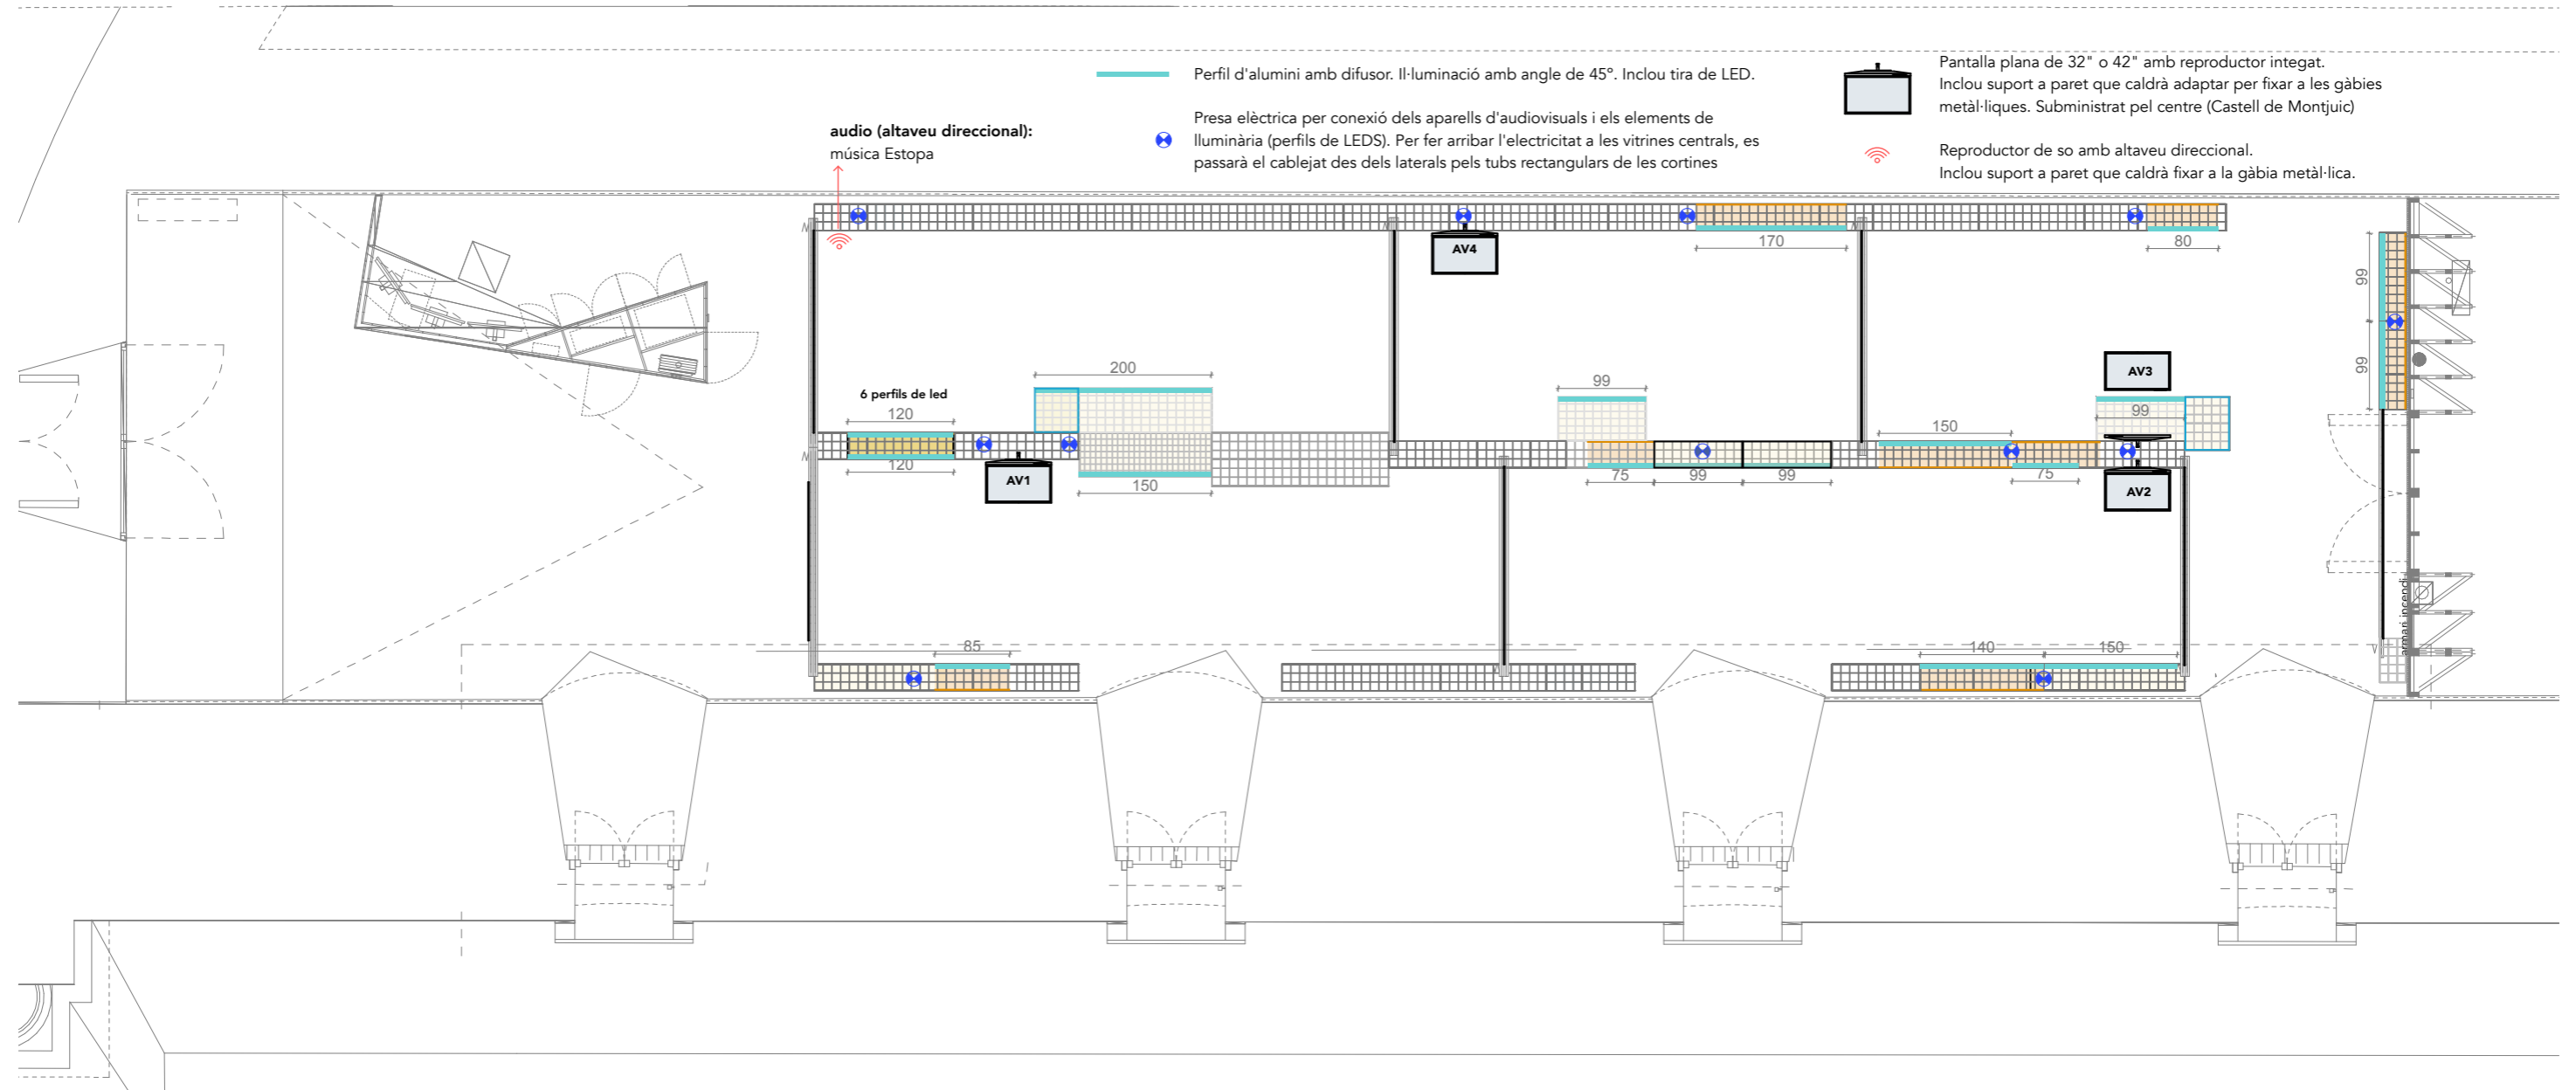 Perfil d'alumini amb difusor. Il·luminació amb angle de 45º. Inclou tira de LED.
Presa elèctrica per conexió dels aparells d'audiovisuals i els elements de
lluminària (perfils de LEDS). Per fer arribar l'electricitat a les vitrines centrals, es
passarà el cablejat des dels laterals pels tubs rectangulars de les cortines
Pantalla plana de 32" o 42" amb reproductor integat.
Inclou suport a paret que caldrà adaptar per fixar a les gàbies
metàl·liques. Subministrat pel centre (Castell de Montjuic)
Reproductor de so amb altaveu direccional.
Inclou suport a paret que caldrà fixar a la gàbia metàl·lica.
audio (altaveu direccional):
música Estopa
AV4
170
80
99
99
200
6 perfils de led
120
120
AV1
150
99
75
99
99
150
75
AV3
99
AV2
85
140
150
armari incendi